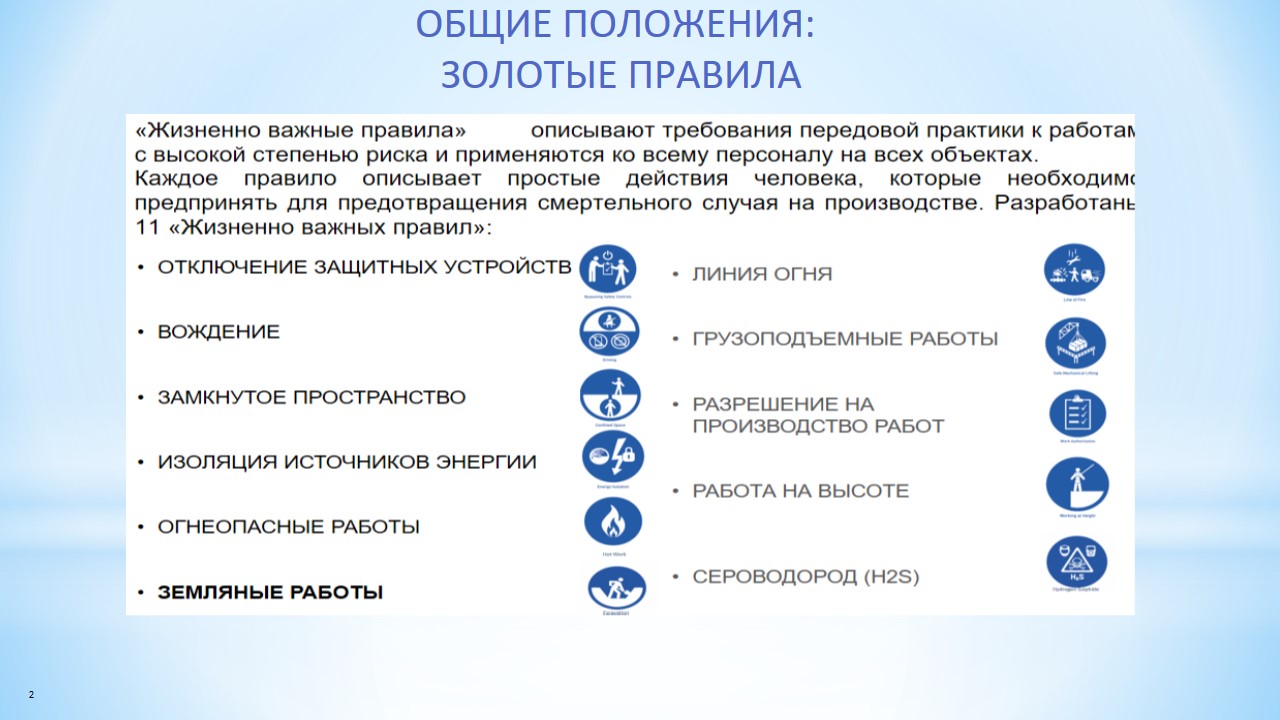 ОБЩИЕ ПОЛОЖЕНИЯ:
ЗОЛОТЫЕ ПРАВИЛА
«Жизненно важные правила» описывают требования передовой практики к работам
с высокой степенью риска и применяются ко всему персоналу на всех объектах.
Каждое правило описывает простые действия человека, которые необходимо
предпринять для предотвращения смертельного случая на производстве. Разработаны
11 «Жизненно важных правил»:
• ОТКЛЮЧЕНИЕ ЗАЩИТНЫХ УСТРОЙСТВ
Bypassing Safety Controls
• ВОЖДЕНИЕ
Driving
• ЗАМКНУТОЕ ПРОСТРАНСТВО
Confined Space
• ИЗОЛЯЦИЯ ИСТОЧНИКОВ ЭНЕРГИИ
Energy Isolation
• ОГНЕОПАСНЫЕ РАБОТЫ
Hot Work
• ЗЕМЛЯНЫЕ РАБОТЫ
Excavation
• ЛИНИЯ ОГНЯ
Line of Fire
• ГРУЗОПОДЪЕМНЫЕ РАБОТЫ
Safe Mechanical Lifting
• РАЗРЕШЕНИЕ НА
ПРОИЗВОДСТВО РАБОТ
Work Authorisation
• РАБОТА НА ВЫСОТЕ
Working at Height
• СЕРОВОДОРОД (H2S)
H₂S
Hydrogen Sulphide
2